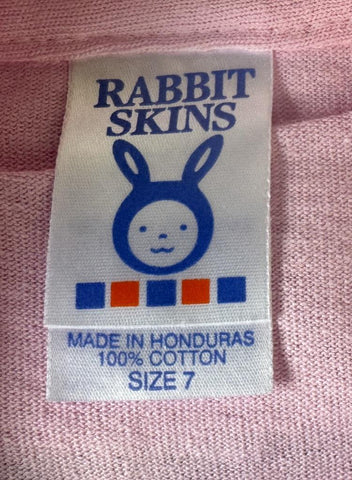 RABBIT
SKINS
MADE IN HONDURAS
100% COTTON
SIZE 7